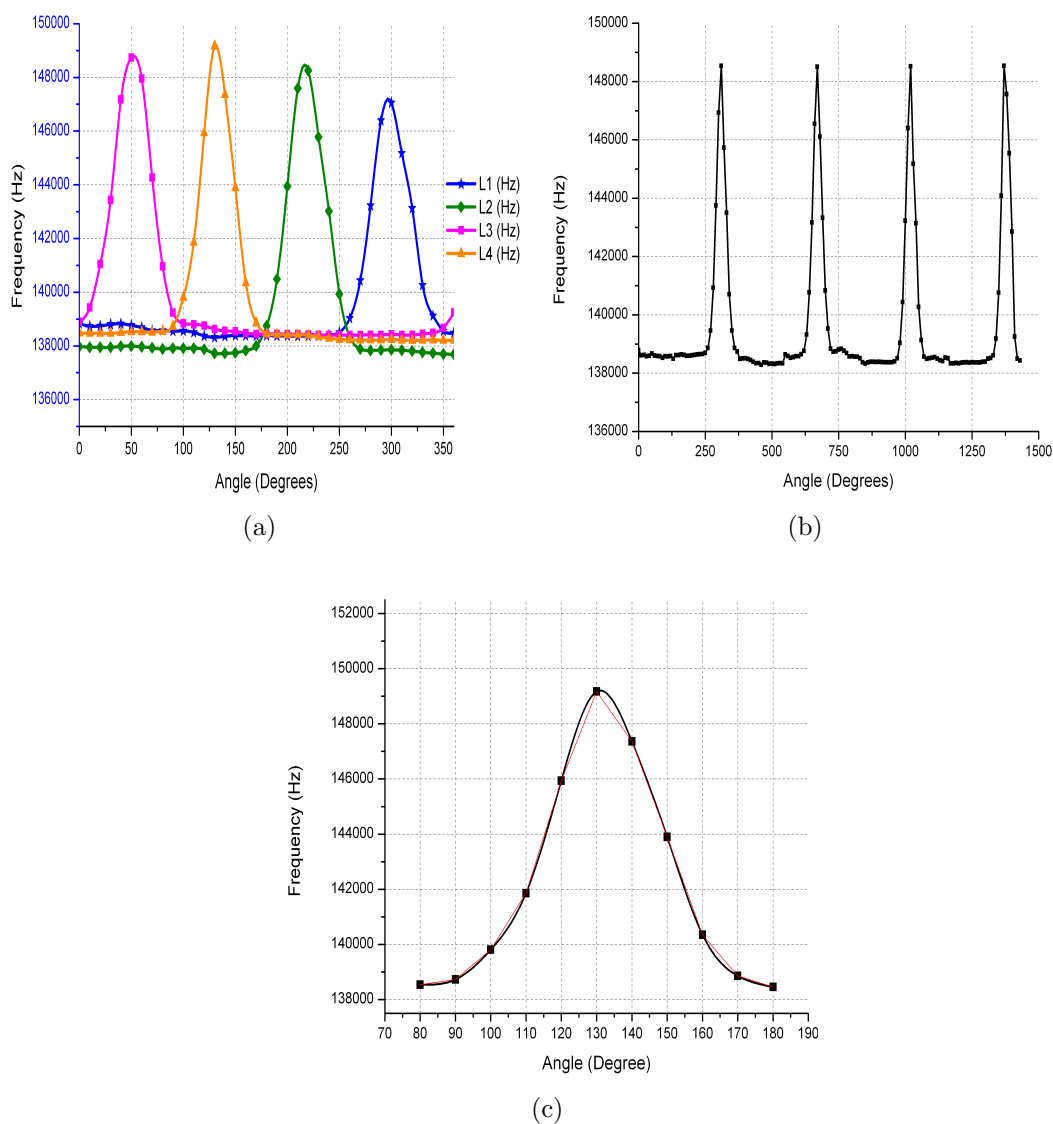 150000
148000
146000
144000
142000
140000
138000
136000
Frequency (Hz)
0 50 100 150 200 250 300 350
Angle (Degrees)
L1 (Hz)
L2 (Hz)
L3 (Hz)
L4 (Hz)
(a)
150000
148000
146000
144000
142000
140000
138000
136000
Frequency (Hz)
0 250 500 750 1000 1250 1500
Angle (Degrees)
(b)
152000
150000
148000
146000
144000
142000
140000
138000
Frequency (Hz)
70 80 90 100 110 120 130 140 150 160 170 180 190
Angle (Degree)
(c)